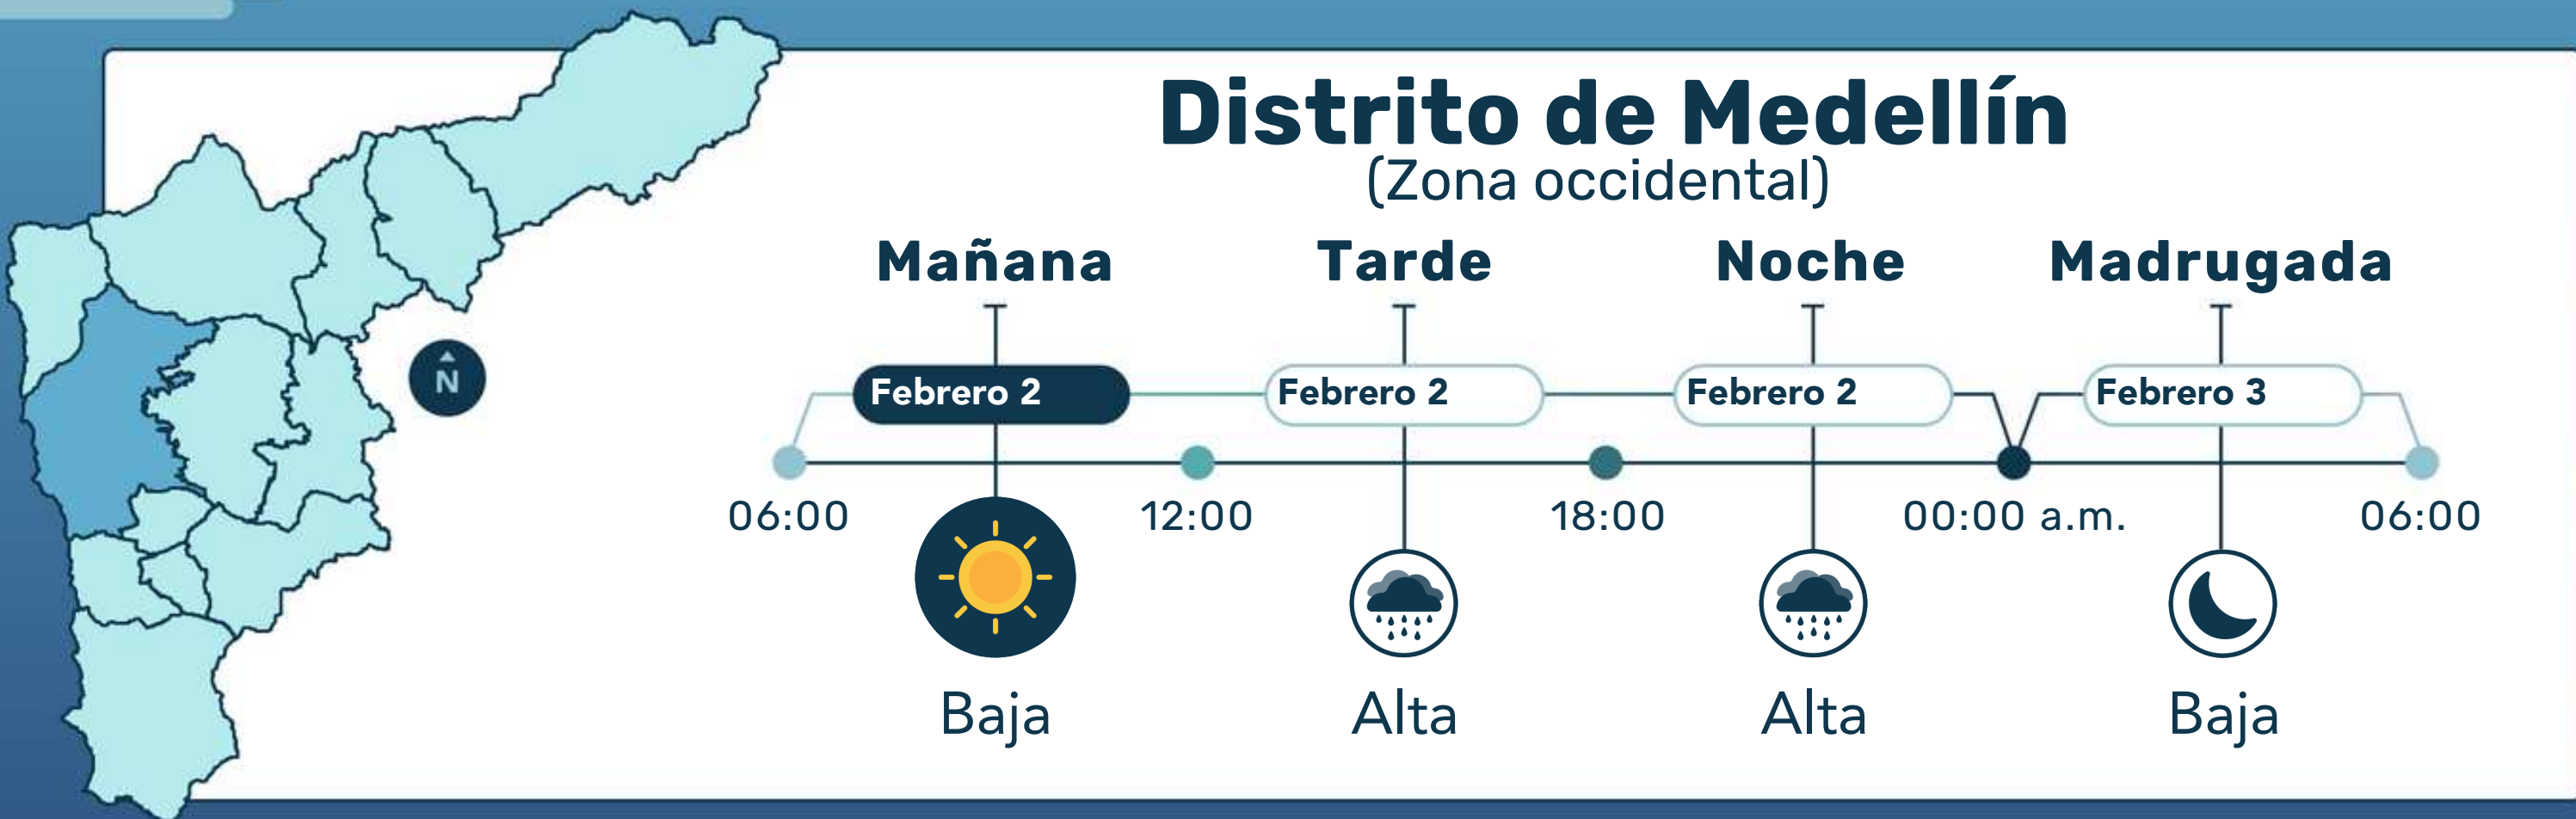 Distrito de Medellín
(Zona occidental)
Mañana Tarde Noche Madrugada
Febrero 2 Febrero 2 Febrero 2 Febrero 3
N
06:00 12:00 18:00 00:00 a.m. 06:00
Baja Alta Alta Baja